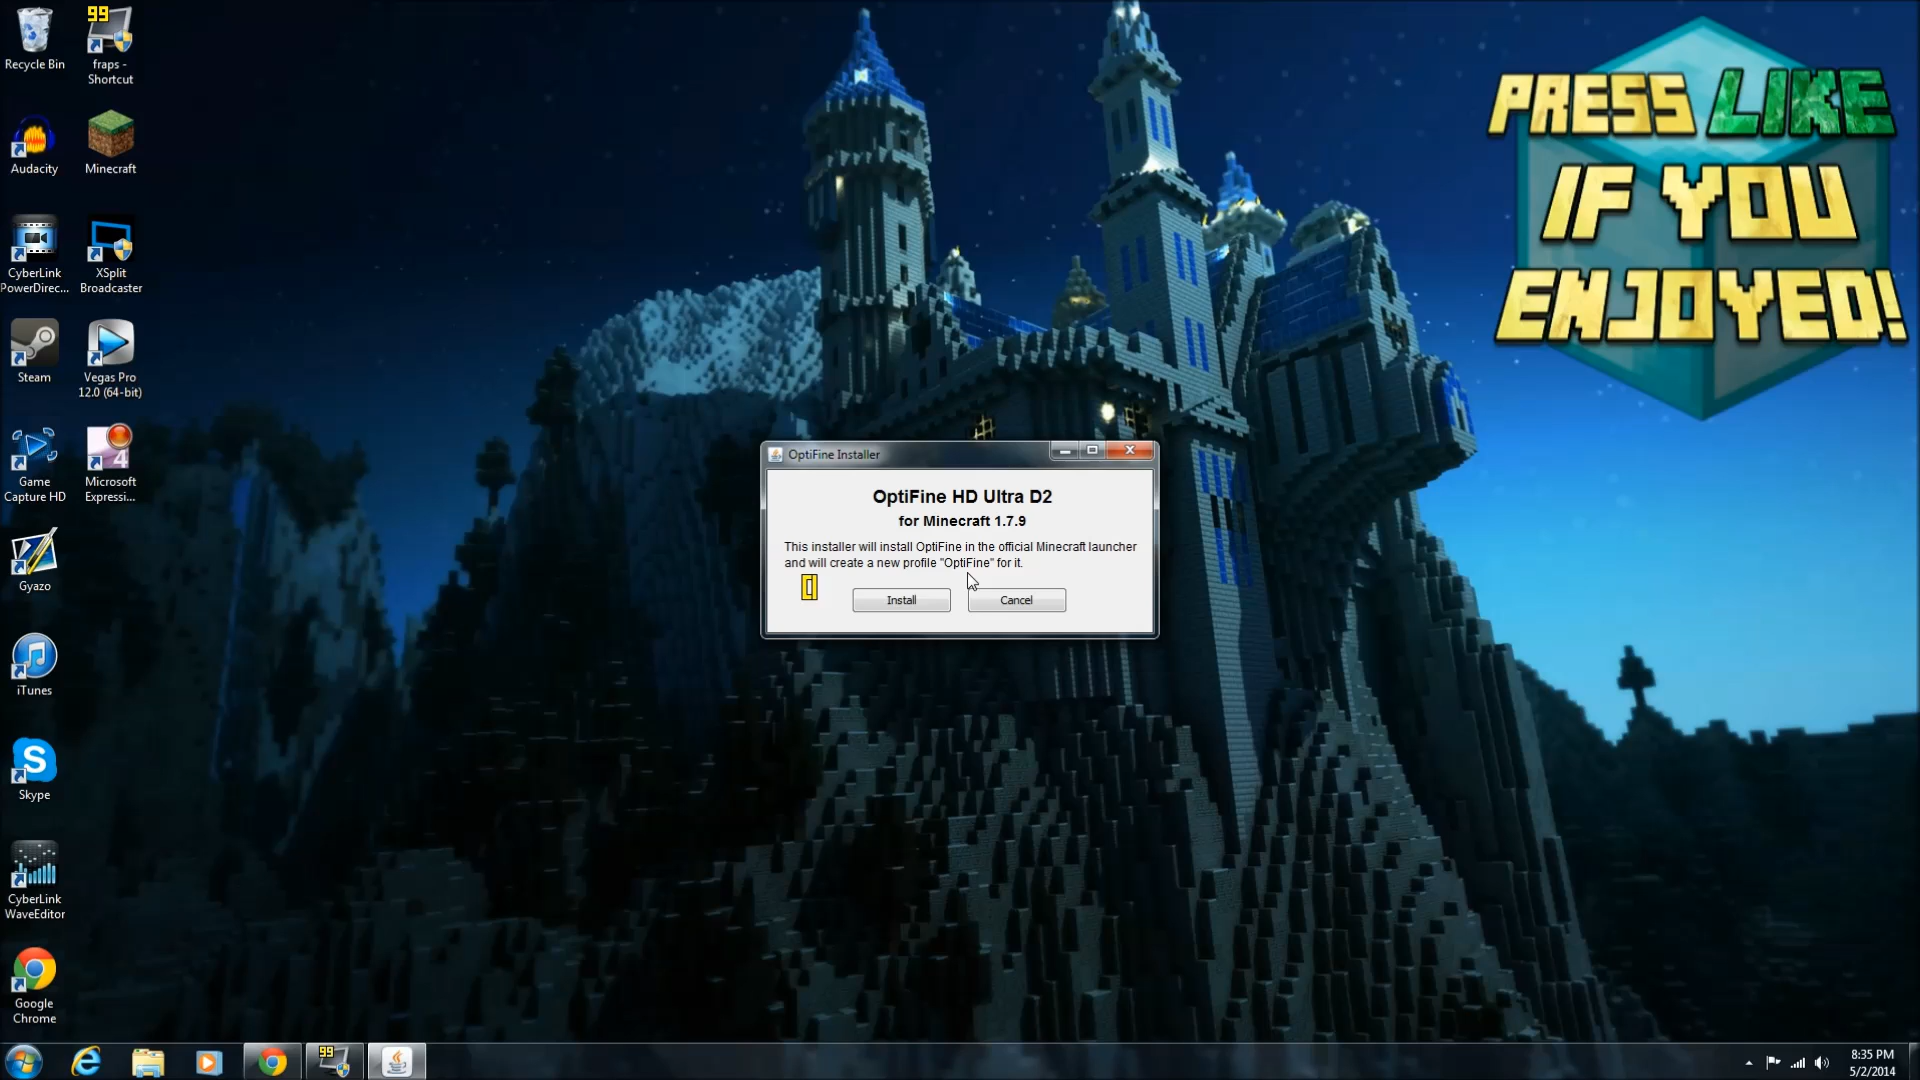 99
Recycle Bin
fraps -
Shortcut
Audacity
Minecraft
CyberLink
PowerDirec...
XSplit
Broadcaster
Steam
Vegas Pro
12.0 (64-bit)
Game
Capture HD
4
Microsoft
Expressi...
Gyazo
iTunes
S
Skype
CyberLink
WaveEditor
Google
Chrome
PRESS LIKE
IF YOU
ENJOYED!
OptiFine Installer
OptiFine HD Ultra D2
for Minecraft 1.7.9
This installer will install OptiFine in the official Minecraft launcher
and will create a new profile "OptiFine" for it.
Install
Cancel
99
8:35 PM
5/2/2014